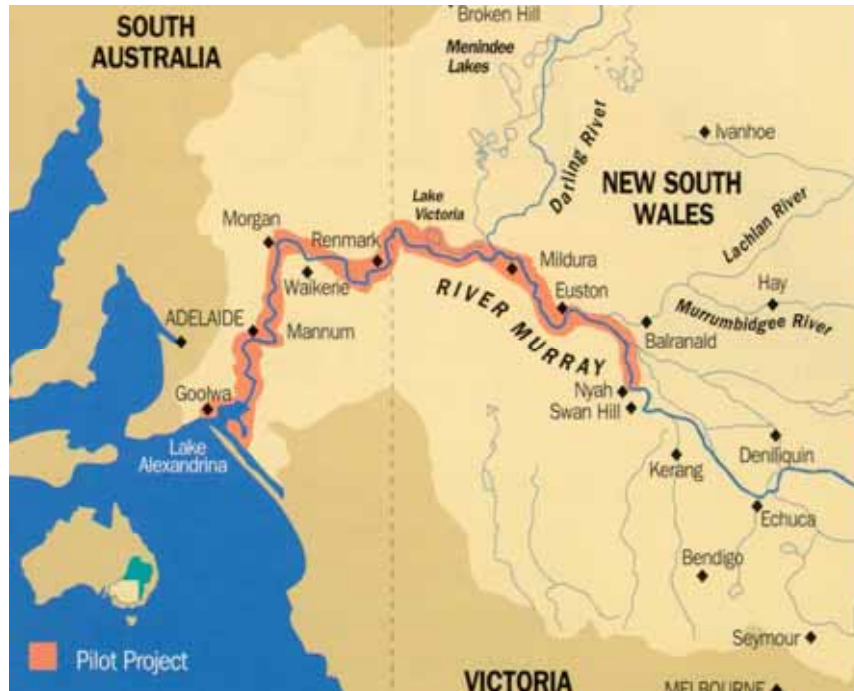 Broken Hill
SOUTH
AUSTRALIA
Menindee
Lakes
Darling River
Ivanhoe
NEW SOUTH
WALES
Lachlan River
Lake
Victoria
Morgan
Renmark
Waikerie
Mildura
Hay
Euston
RIVER MURRAY
Murrumbidgee River
Balranald
ADELAIDE
Mannum
Nyah
Swan Hill
Goolwa
Lake
Alexandrina
Deniliquin
Kerang
Echuca
Bendigo
Seymour
Pilot Project
VICTORIA
MELBOURNE